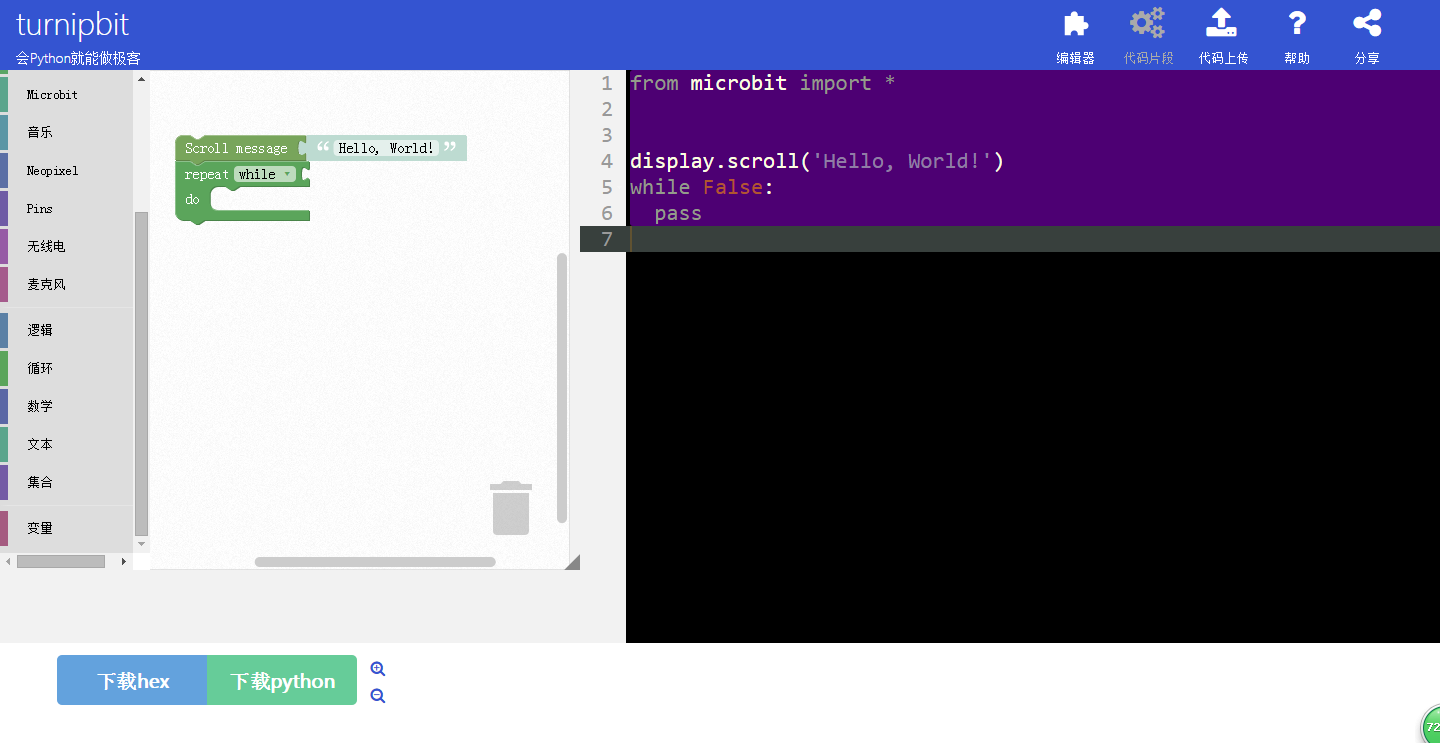 turnipbit
会Python就能做极客
编辑器
代码片段
代码上传
帮助
分享
Microbit
音乐
Neopixel
Pins
无线电
麦克风
逻辑
循环
数学
文本
集合
变量
Scroll message “ Hello, World! ”
repeat while
do
1 from microbit import *
2
3
4 display.scroll('Hello, World!')
5 while False:
6 pass
7
下载hex
下载python
72